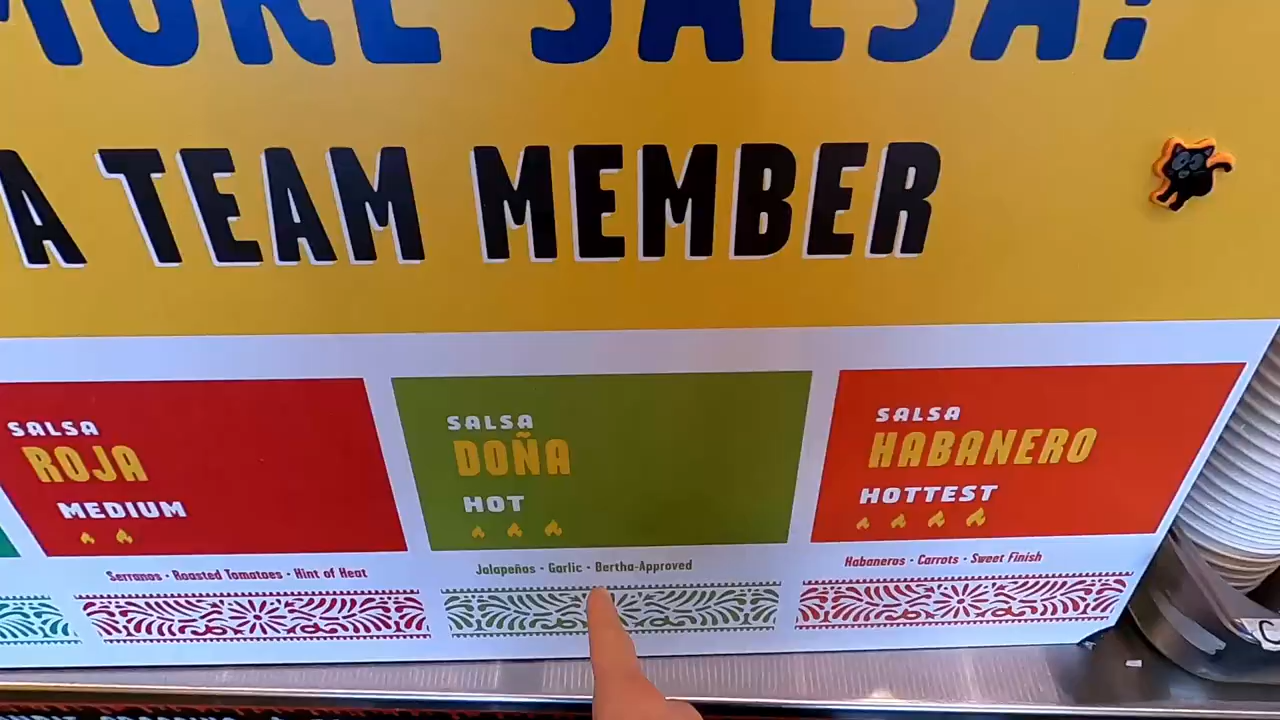 MORE SALSA?
A TEAM MEMBER
SALSA
ROJA
MEDIUM
Serranos • Roasted Tomatoes • Hint of Heat
SALSA
DOÑA
HOT
Jalapeños • Garlic • Bertha-Approved
SALSA
HABANERO
HOTTEST
Habaneros • Carrots • Sweet Finish
C